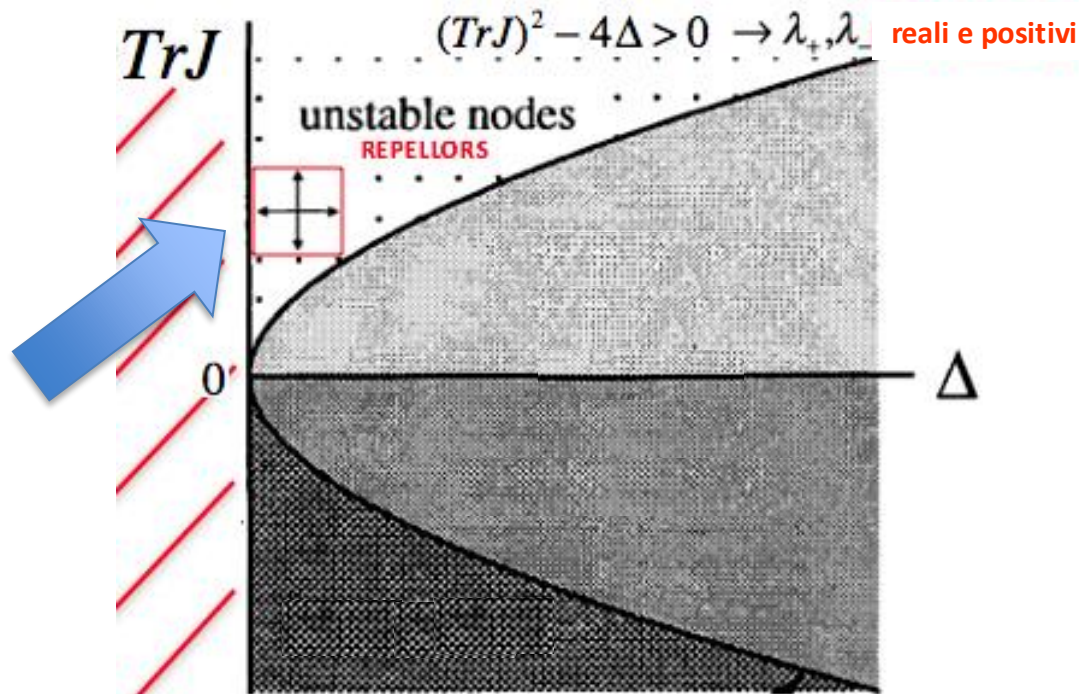 (TrJ)² − 4Δ > 0 → λ₊,λ₋ reali e positivi
TrJ
unstable nodes
REPELLORS
0
Δ